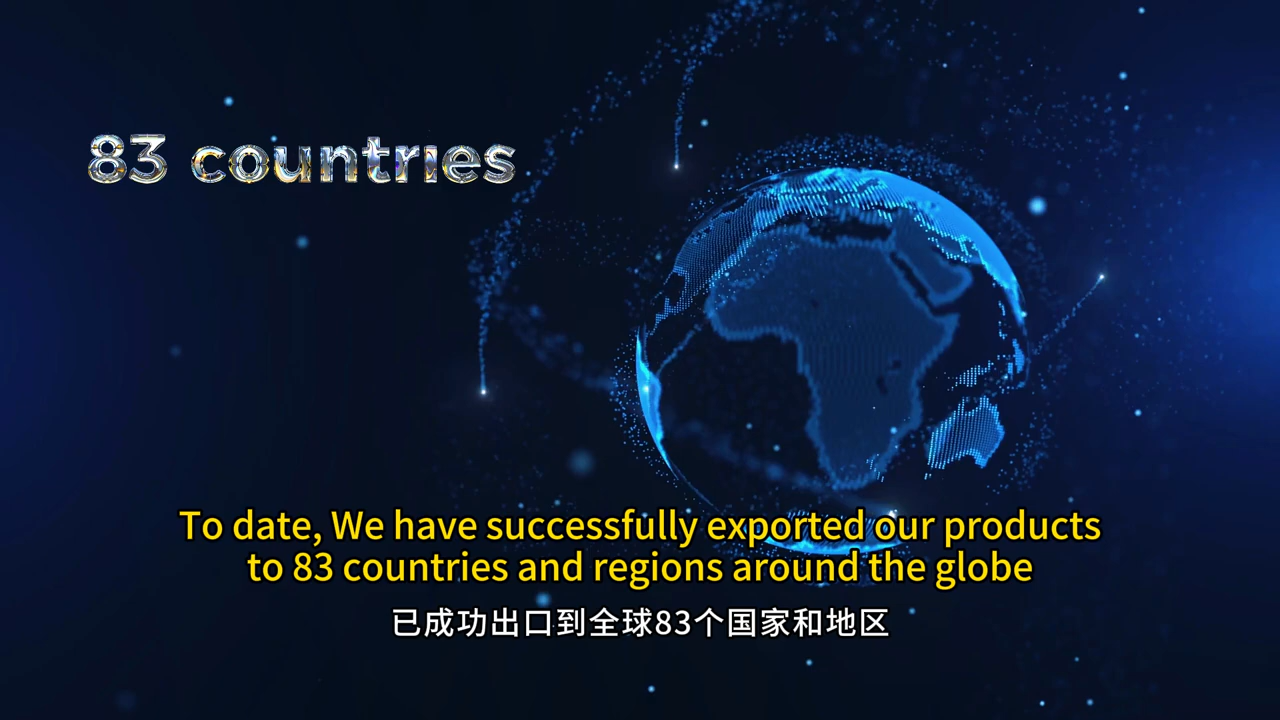 83 countries
To date, We have successfully exported our products
to 83 countries and regions around the globe
已成功出口到全球83个国家和地区